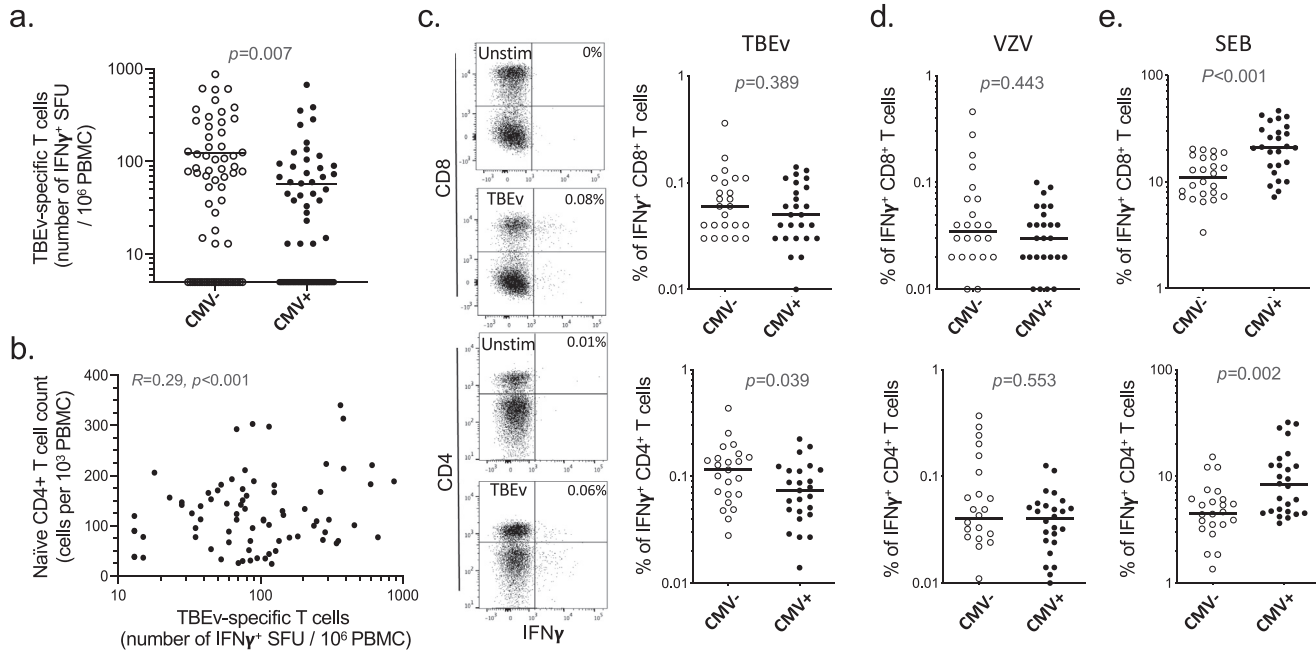 a.
p=0.007
TBEv-specific T cells
(number of IFNγ⁺ SFU
/ 10⁶ PBMC)
1000
100
10
CMV-
CMV+
b.
R=0.29, p<0.001
Naïve CD4+ T cell count
(cells per 10³ PBMC)
400
300
200
100
0
10
100
1000
TBEv-specific T cells
(number of IFNγ⁺ SFU / 10⁶ PBMC)
c.
CD8
Unstim
0%
TBEv
0.08%
CD4
Unstim
0.01%
TBEv
0.06%
IFNγ
TBEv
p=0.389
% of IFNγ⁺ CD8⁺ T cells
1
0.1
0.01
CMV-
CMV+
p=0.039
% of IFNγ⁺ CD4⁺ T cells
1
0.1
0.01
CMV-
CMV+
d.
VZV
p=0.443
% of IFNγ⁺ CD8⁺ T cells
1
0.1
0.01
CMV-
CMV+
p=0.553
% of IFNγ⁺ CD4⁺ T cells
1
0.1
0.01
CMV-
CMV+
e.
SEB
P<0.001
% of IFNγ⁺ CD8⁺ T cells
100
10
1
CMV-
CMV+
p=0.002
% of IFNγ⁺ CD4⁺ T cells
100
10
1
CMV-
CMV+